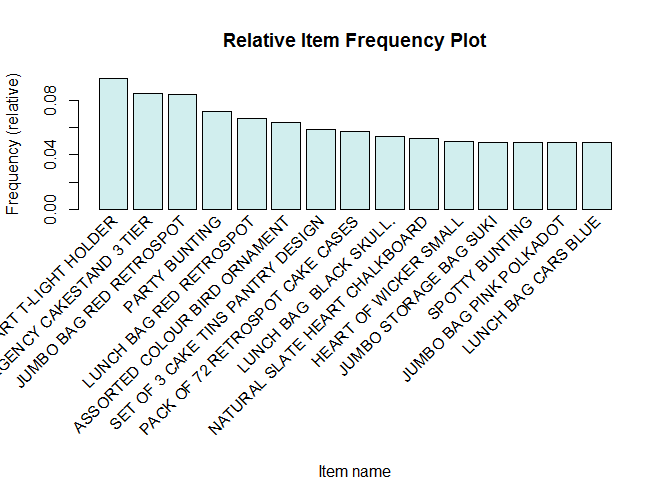 Relative Item Frequency Plot
Frequency (relative)
0.08
0.04
0.00
ART T-LIGHT HOLDER
GENCY CAKESTAND 3 TIER
JUMBO BAG RED RETROSPOT
PARTY BUNTING
LUNCH BAG RED RETROSPOT
ASSORTED COLOUR BIRD ORNAMENT
SET OF 3 CAKE TINS PANTRY DESIGN
PACK OF 72 RETROSPOT CAKE CASES
LUNCH BAG  BLACK SKULL.
NATURAL SLATE HEART CHALKBOARD
HEART OF WICKER SMALL
JUMBO STORAGE BAG SUKI
SPOTTY BUNTING
JUMBO BAG PINK POLKADOT
LUNCH BAG CARS BLUE
Item name